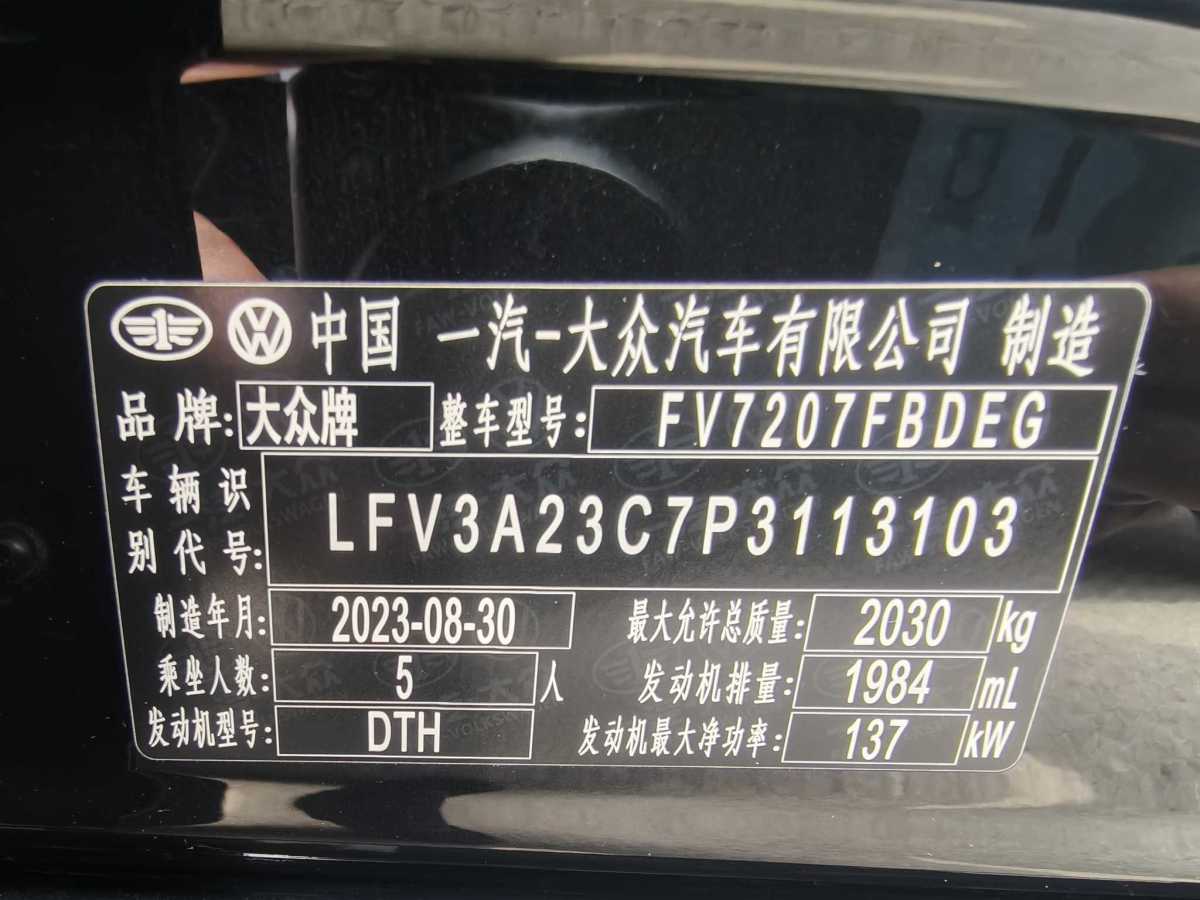 中国 一汽-大众汽车有限公司 制造
品牌: 大众牌 整车型号: FV7207FBDEG
车辆识别代号: LFV3A23C7P3113103
制造年月: 2023-08-30 最大允许总质量: 2030 kg
乘坐人数: 5 人 发动机排量: 1984 mL
发动机型号: DTH 发动机最大净功率: 137 kW